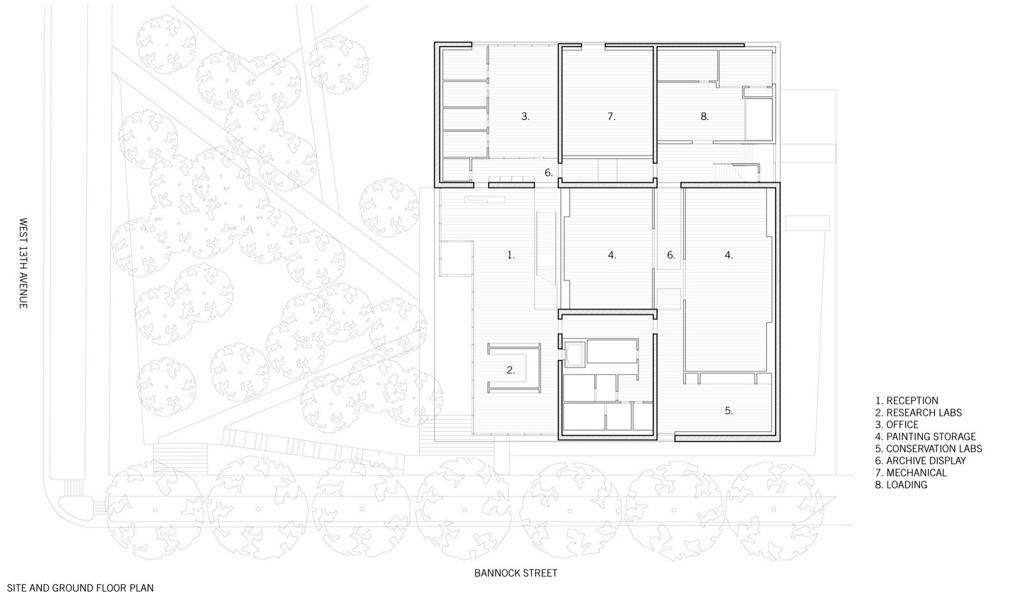 3.
7.
8.
6.
WEST 13TH AVENUE
1.
4.
6.
4.
2.
5.
1. RECEPTION
2. RESEARCH LABS
3. OFFICE
4. PAINTING STORAGE
5. CONSERVATION LABS
6. ARCHIVE DISPLAY
7. MECHANICAL
8. LOADING
BANNOCK STREET
SITE AND GROUND FLOOR PLAN